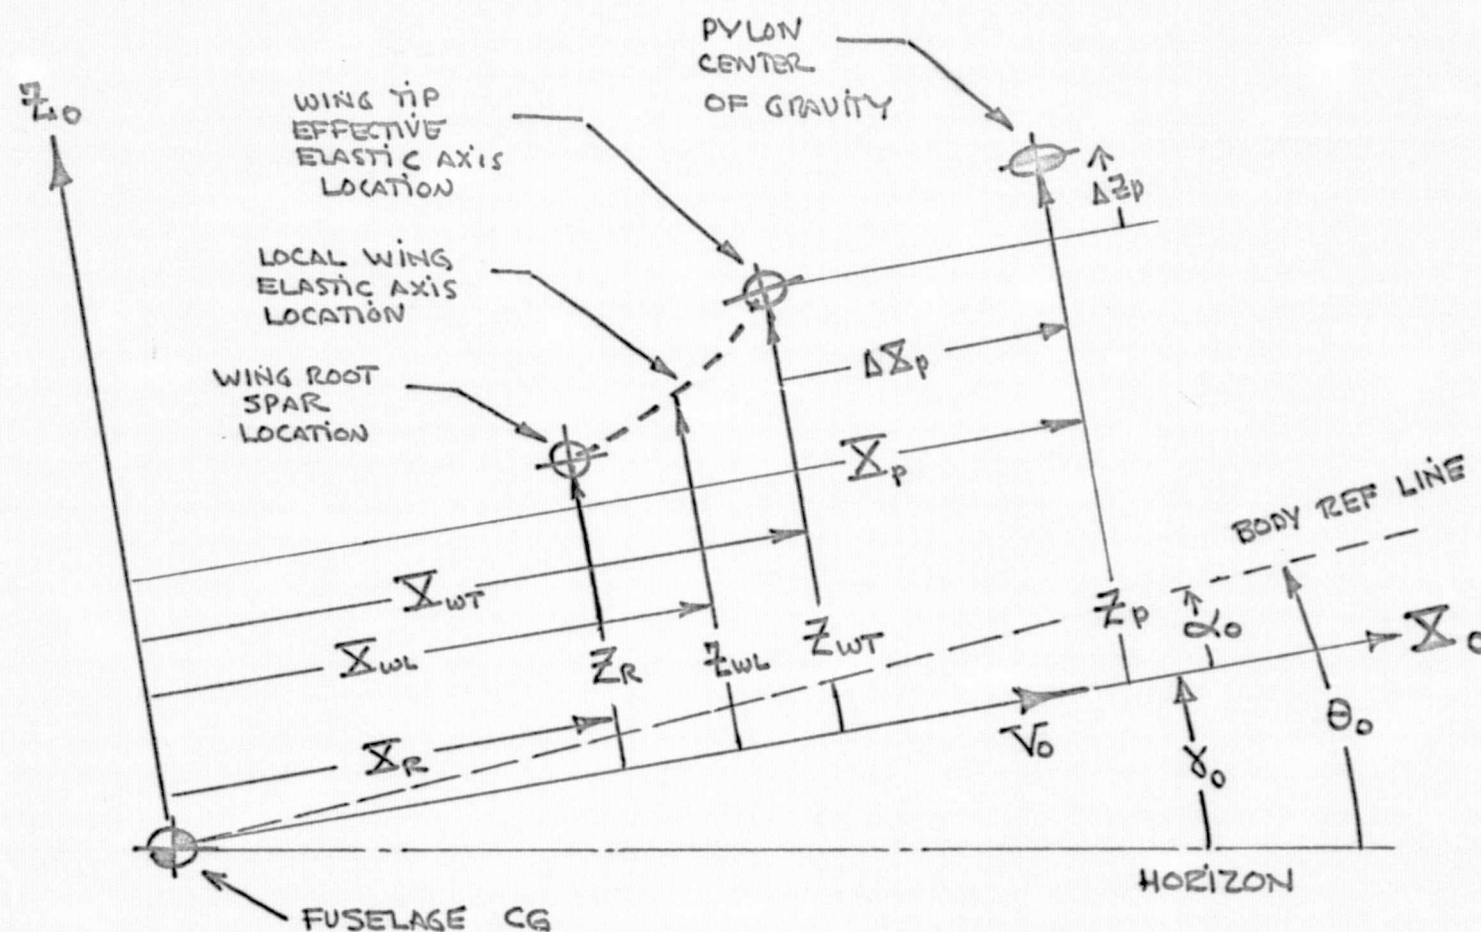 PYLON
CENTER
OF GRAVITY
Z₀
WING TIP
EFFECTIVE
ELASTIC AXIS
LOCATION
ΔZp
LOCAL WING
ELASTIC AXIS
LOCATION
WING ROOT
SPAR
LOCATION
ΔXp
Xp
BODY REF LINE
XWT
XWL
ZR
ZWL
ZWT
Zp
α₀
X₀
XR
V₀
γ₀
θ₀
HORIZON
FUSELAGE CG